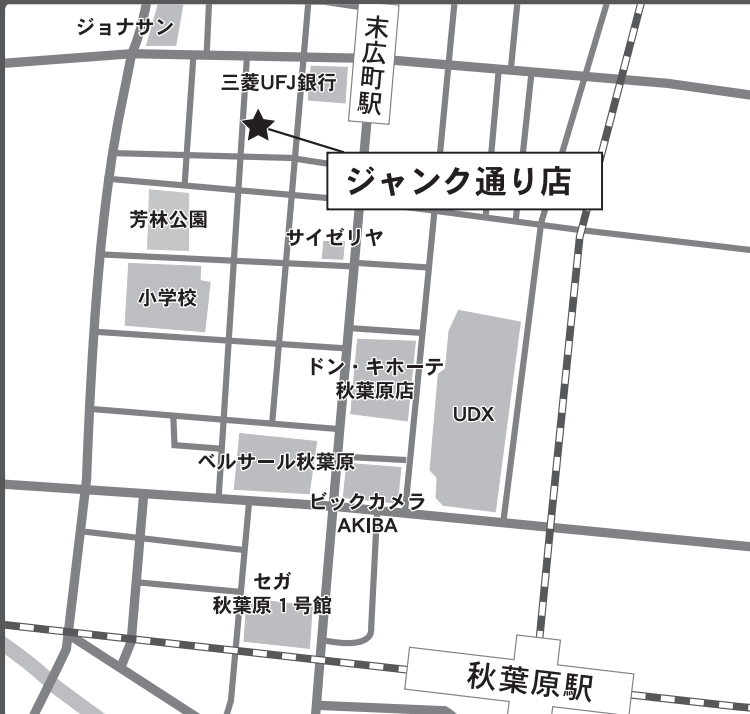 ジョナサン
末広町駅
三菱UFJ銀行
ジャンク通り店
芳林公園
サイゼリヤ
小学校
ドン・キホーテ
秋葉原店
UDX
ベルサール秋葉原
ビックカメラ
AKIBA
セガ
秋葉原1号館
秋葉原駅